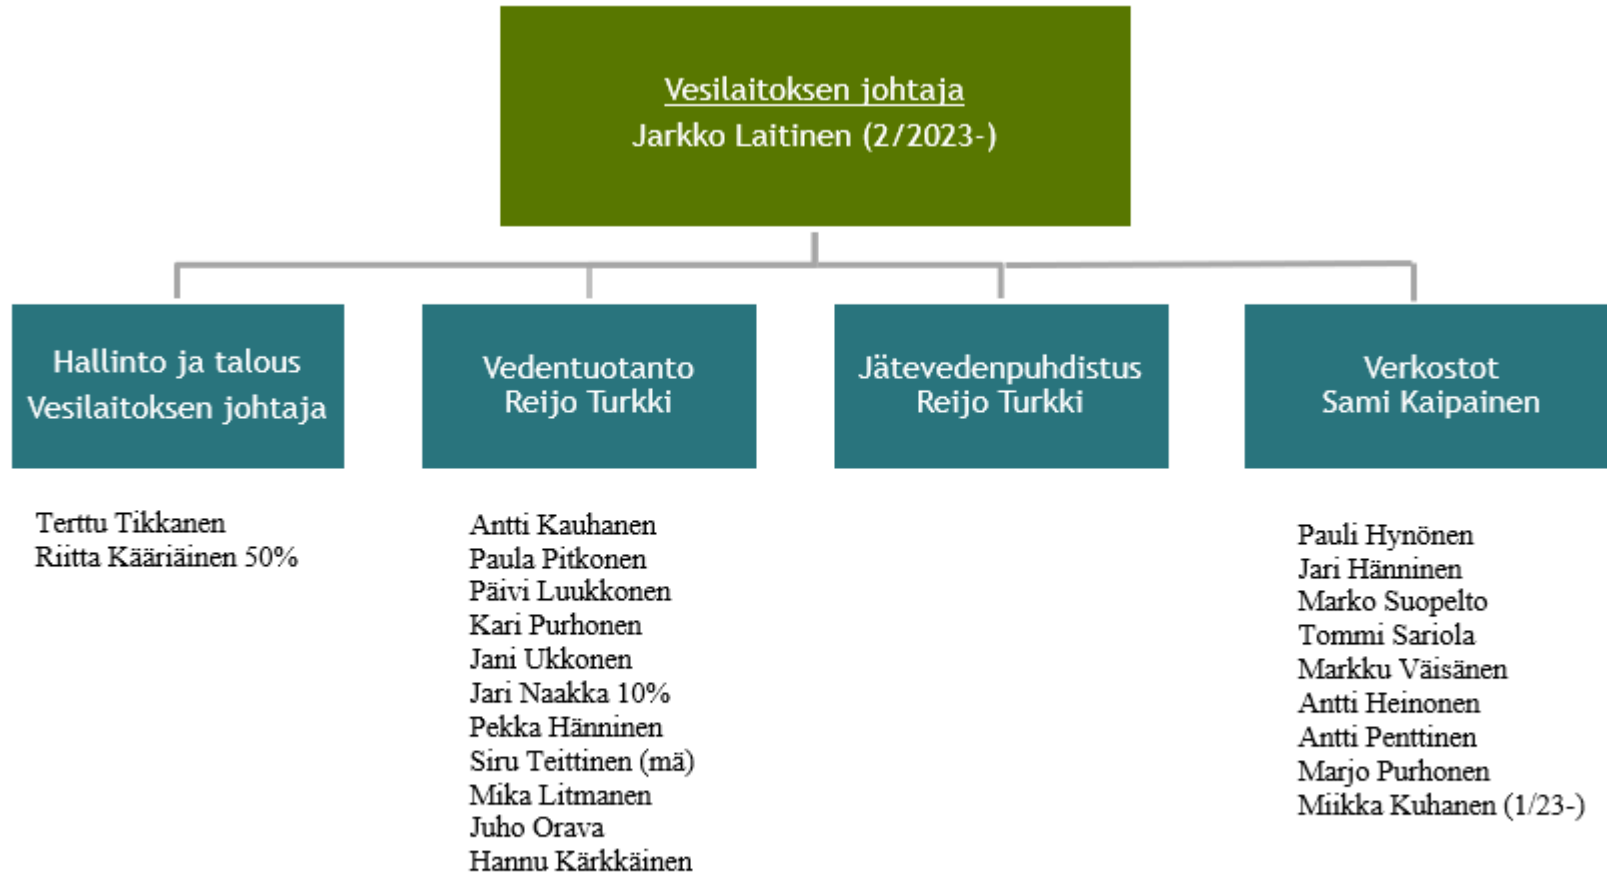 Vesilaitoksen johtaja
Jarkko Laitinen (2/2023-)
Hallinto ja talous
Vesilaitoksen johtaja
Terttu Tikkanen
Riitta Kääriäinen 50%
Vedentuotanto
Reijo Turkki
Antti Kauhanen
Paula Pitkonen
Päivi Luukkonen
Kari Purhonen
Jani Ukkonen
Jari Naakka 10%
Pekka Hänninen
Siru Teittinen (mä)
Mika Litmanen
Juho Orava
Hannu Kärkkäinen
Jätevedenpuhdistus
Reijo Turkki
Verkostot
Sami Kaipainen
Pauli Hynönen
Jari Hänninen
Marko Suopelto
Tommi Sariola
Markku Väisänen
Antti Heinonen
Antti Penttinen
Marjo Purhonen
Miikka Kuhanen (1/23-)